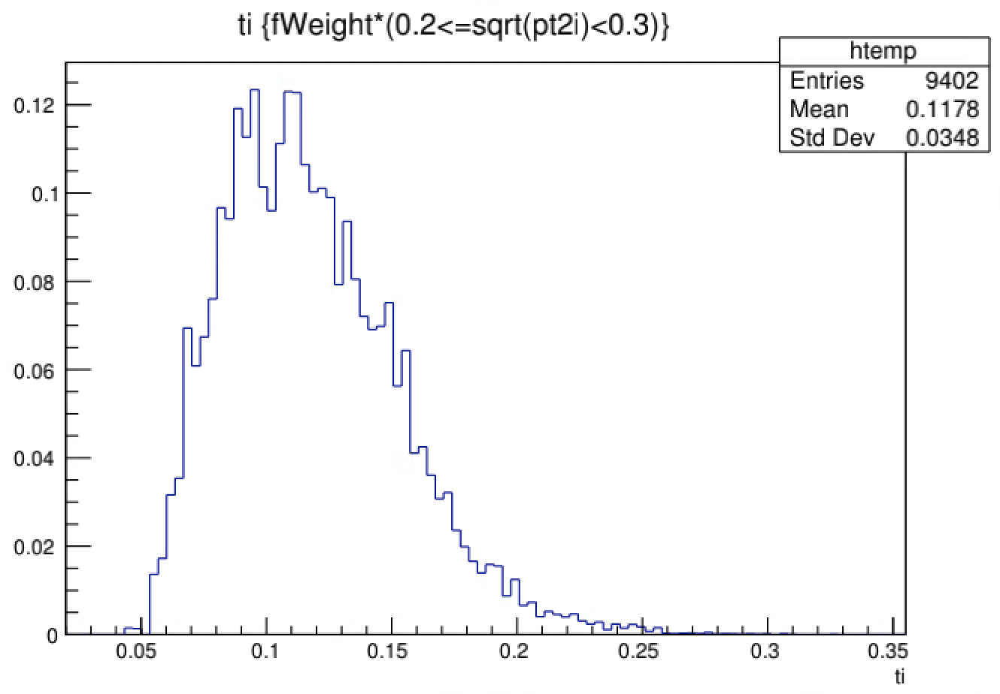 ti {fWeight*(0.2<=sqrt(pt2i)<0.3)}
htemp
Entries 9402
Mean 0.1178
Std Dev 0.0348
0.12
0.1
0.08
0.06
0.04
0.02
0
0.05 0.1 0.15 0.2 0.25 0.3 0.35
ti